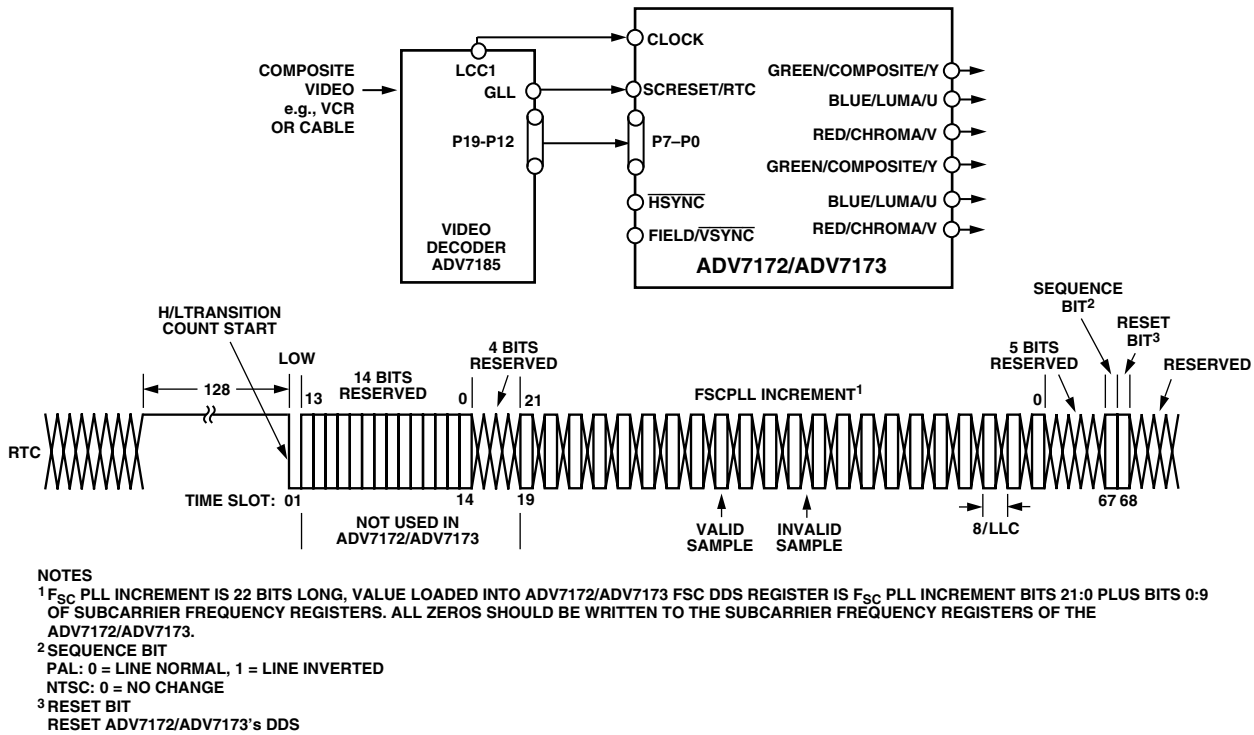 COMPOSITE
VIDEO
e.g., VCR
OR CABLE
LCC1
GLL
P19-P12
VIDEO
DECODER
ADV7185
CLOCK
SCRESET/RTC
P7–P0
HSYNC
FIELD/VSYNC
GREEN/COMPOSITE/Y
BLUE/LUMA/U
RED/CHROMA/V
GREEN/COMPOSITE/Y
BLUE/LUMA/U
RED/CHROMA/V
ADV7172/ADV7173
H/LTRANSITION
COUNT START
128
LOW
13
14 BITS
RESERVED
0
4 BITS
RESERVED
21
FSCPLL INCREMENT1
0
5 BITS
RESERVED
SEQUENCE
BIT2
RESET
BIT3
RESERVED
RTC
TIME SLOT: 01
14
19
67 68
NOT USED IN
ADV7172/ADV7173
VALID
SAMPLE
INVALID
SAMPLE
8/LLC
NOTES
1 FSC PLL INCREMENT IS 22 BITS LONG, VALUE LOADED INTO ADV7172/ADV7173 FSC DDS REGISTER IS FSC PLL INCREMENT BITS 21:0 PLUS BITS 0:9
OF SUBCARRIER FREQUENCY REGISTERS. ALL ZEROS SHOULD BE WRITTEN TO THE SUBCARRIER FREQUENCY REGISTERS OF THE
ADV7172/ADV7173.
2 SEQUENCE BIT
PAL: 0 = LINE NORMAL, 1 = LINE INVERTED
NTSC: 0 = NO CHANGE
3 RESET BIT
RESET ADV7172/ADV7173's DDS